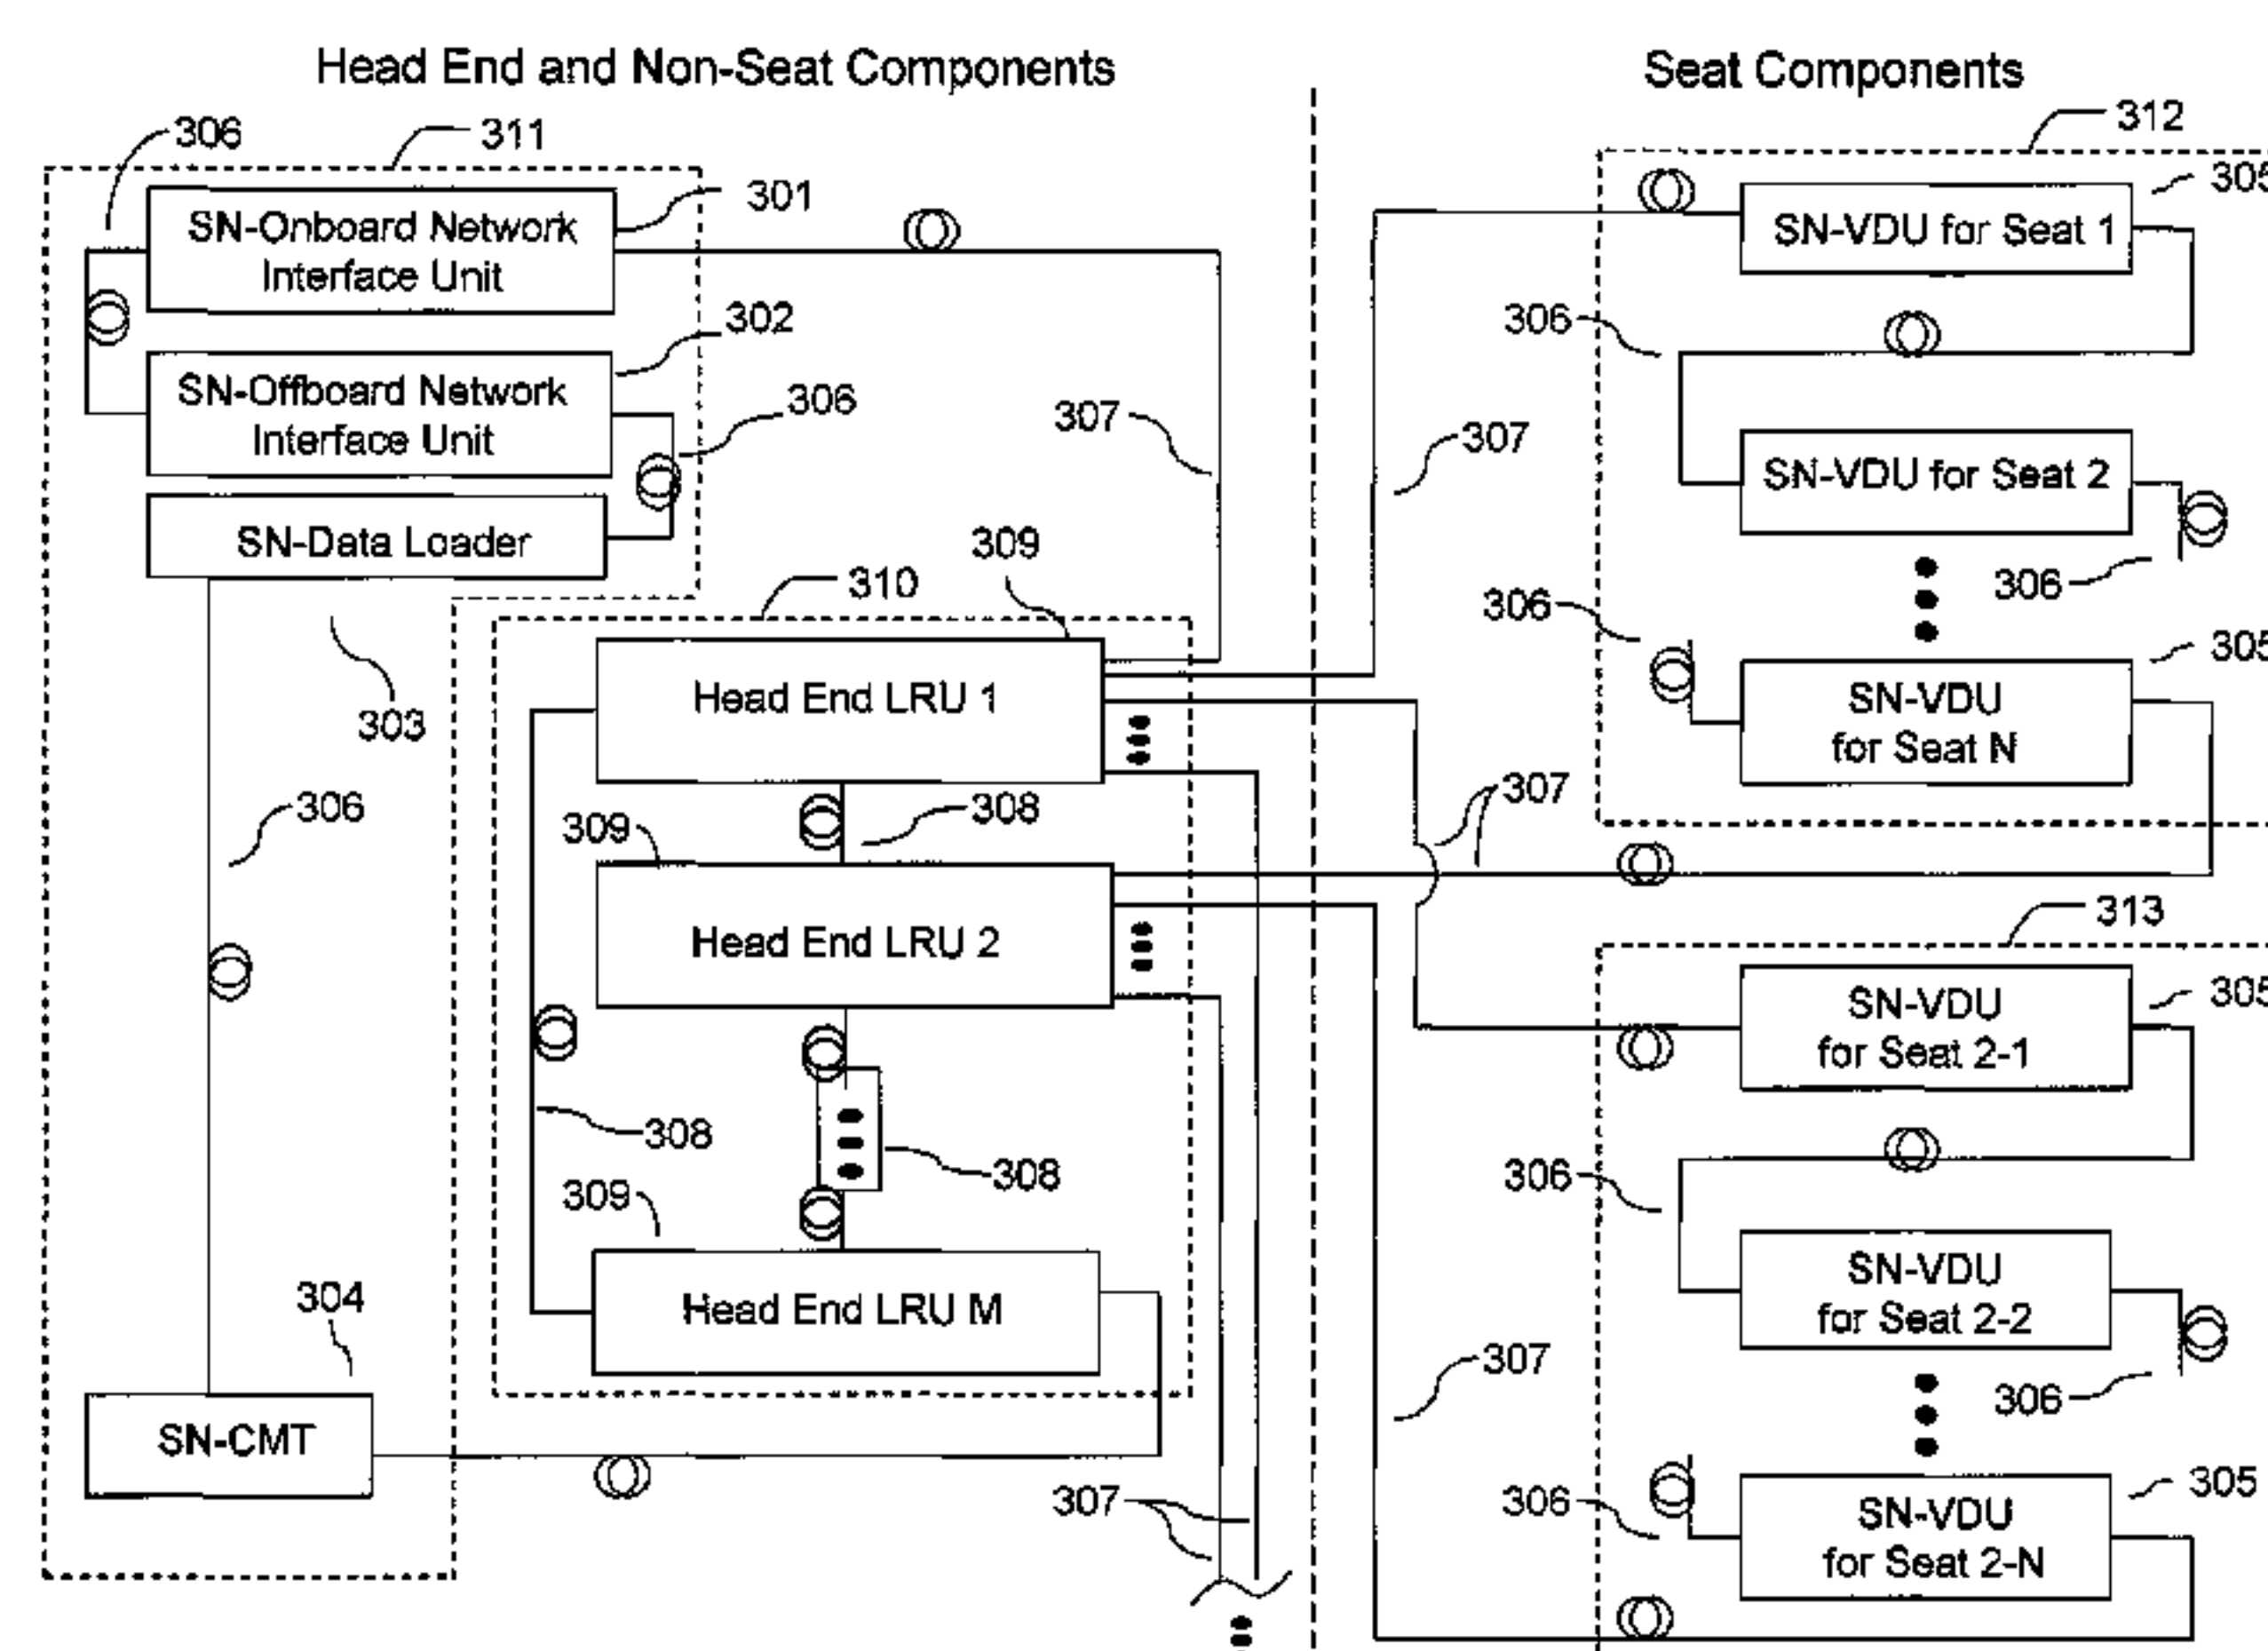 Head End and Non-Seat Components
Seat Components
306
311
312
301
305
SN-Onboard Network
Interface Unit
SN-VDU for Seat 1
302
306
SN-Offboard Network
Interface Unit
306
307
307
SN-VDU for Seat 2
SN-Data Loader
309
310
306
306
303
Head End LRU 1
305
SN-VDU
for Seat N
306
308
307
309
Head End LRU 2
313
305
SN-VDU
for Seat 2-1
308
308
306
309
SN-VDU
for Seat 2-2
304
Head End LRU M
307
306
SN-CMT
307
306
305
SN-VDU
for Seat 2-N